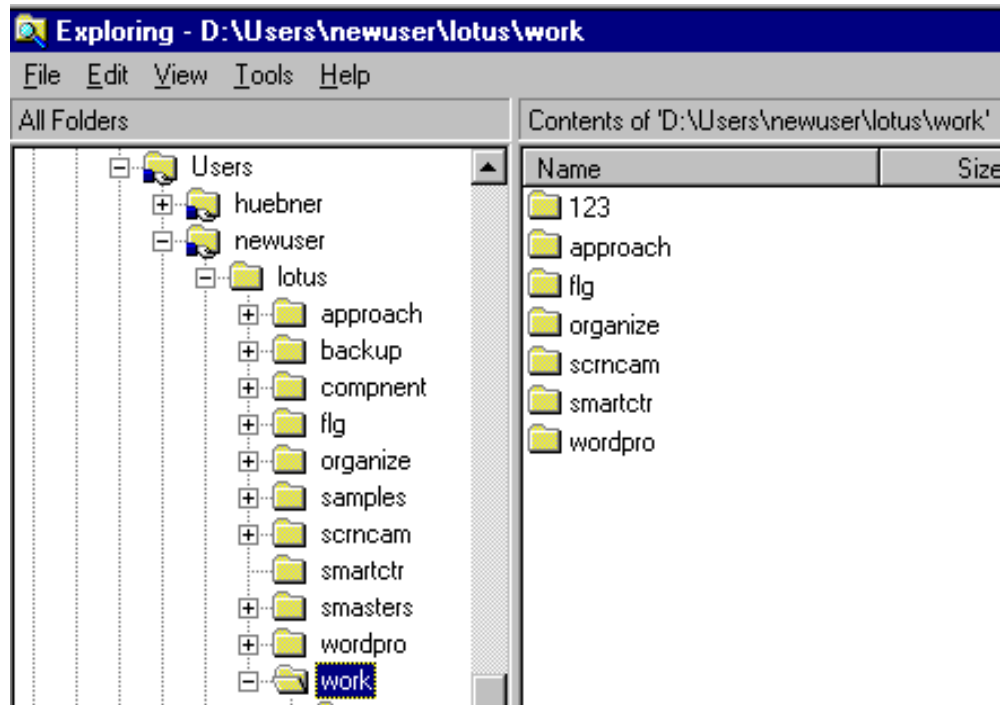 Exploring - D:\Users\newuser\lotus\work
File Edit View Tools Help
All Folders
Contents of 'D:\Users\newuser\lotus\work'
Users
huebner
newuser
lotus
approach
backup
compnent
flg
organize
samples
scrncam
smartctr
smasters
wordpro
work
Name Size
123
approach
flg
organize
scrncam
smartctr
wordpro